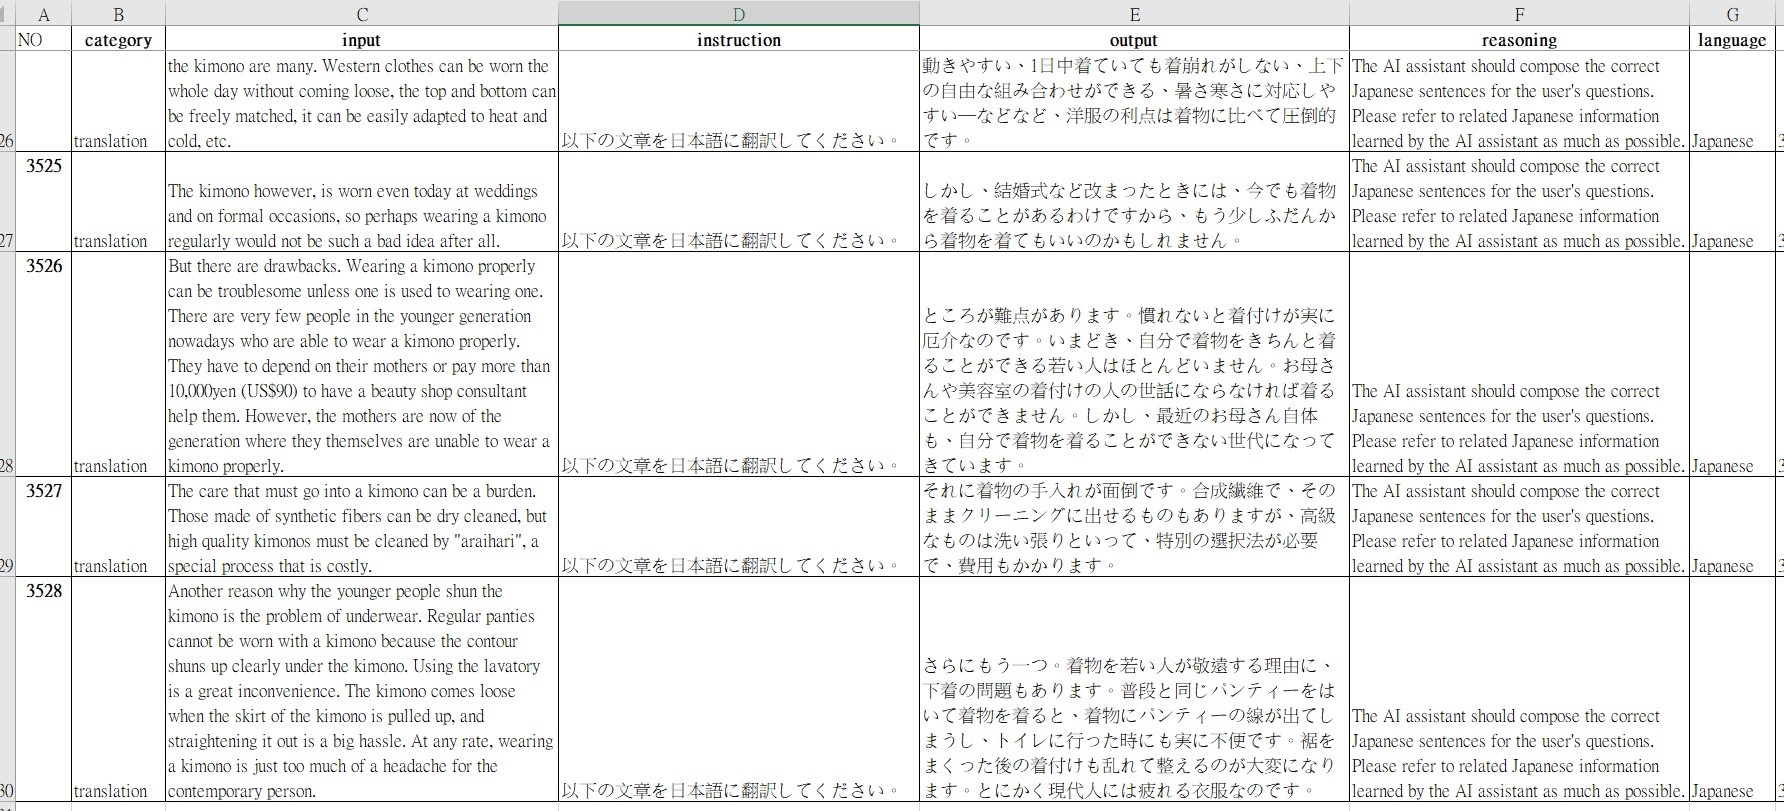 A B C D E F G
NO category input instruction output reasoning language
the kimono are many. Western clothes can be worn the
whole day without coming loose, the top and bottom can
be freely matched, it can be easily adapted to heat and
cold, etc.
26
translation
以下の文章を日本語に翻訳してください。
動きやすい、1日中着ていても着崩れがしない、上下
の自由な組み合わせができる、暑さ寒さに対応しや
すい—などなど、洋服の利点は着物に比べて圧倒的
です。
The AI assistant should compose the correct
Japanese sentences for the user's questions.
Please refer to related Japanese information
learned by the AI assistant as much as possible.
Japanese
3
3525
27
translation
The kimono however, is worn even today at weddings
and on formal occasions, so perhaps wearing a kimono
regularly would not be such a bad idea after all.
以下の文章を日本語に翻訳してください。
しかし、結婚式など改まったときには、今でも着物
を着ることがあるわけですから、もう少しふだんか
ら着物を着てもいいのかもしれません。
The AI assistant should compose the correct
Japanese sentences for the user's questions.
Please refer to related Japanese information
learned by the AI assistant as much as possible.
Japanese
3
3526
28
translation
But there are drawbacks. Wearing a kimono properly
can be troublesome unless one is used to wearing one.
There are very few people in the younger generation
nowadays who are able to wear a kimono properly.
They have to depend on their mothers or pay more than
10,000yen (US$90) to have a beauty shop consultant
help them. However, the mothers are now of the
generation where they themselves are unable to wear a
kimono properly.
以下の文章を日本語に翻訳してください。
ところが難点があります。慣れないと着付けが実に
厄介なのです。いまどき、自分で着物をきちんと着
ることができる若い人はほとんどいません。お母さ
んや美容室の着付けの人の世話にならなければ着る
ことができません。しかし、最近のお母さん自体
も、自分で着物を着ることができない世代になって
きています。
The AI assistant should compose the correct
Japanese sentences for the user's questions.
Please refer to related Japanese information
learned by the AI assistant as much as possible.
Japanese
3
3527
29
translation
The care that must go into a kimono can be a burden.
Those made of synthetic fibers can be dry cleaned, but
high quality kimonos must be cleaned by "araihari", a
special process that is costly.
以下の文章を日本語に翻訳してください。
それに着物の手入れが面倒です。合成繊維で、その
ままクリーニングに出せるものもありますが、高級
なものは洗い張りといって、特別の選択法が必要
で、費用もかかります。
The AI assistant should compose the correct
Japanese sentences for the user's questions.
Please refer to related Japanese information
learned by the AI assistant as much as possible.
Japanese
3
3528
30
translation
Another reason why the younger people shun the
kimono is the problem of underwear. Regular panties
cannot be worn with a kimono because the contour
shuns up clearly under the kimono. Using the lavatory
is a great inconvenience. The kimono comes loose
when the skirt of the kimono is pulled up, and
straightening it out is a big hassle. At any rate, wearing
a kimono is just too much of a headache for the
contemporary person.
以下の文章を日本語に翻訳してください。
さらにもう一つ。着物を若い人が敬遠する理由に、
下着の問題もあります。普段と同じパンティーをは
いて着物を着ると、着物にパンティーの線が出てし
まうし、トイレに行った時にも実に不便です。裾を
まくった後の着付けも乱れて整えるのが大変になり
ます。とにかく現代人には疲れる衣服なのです。
The AI assistant should compose the correct
Japanese sentences for the user's questions.
Please refer to related Japanese information
learned by the AI assistant as much as possible.
Japanese
3